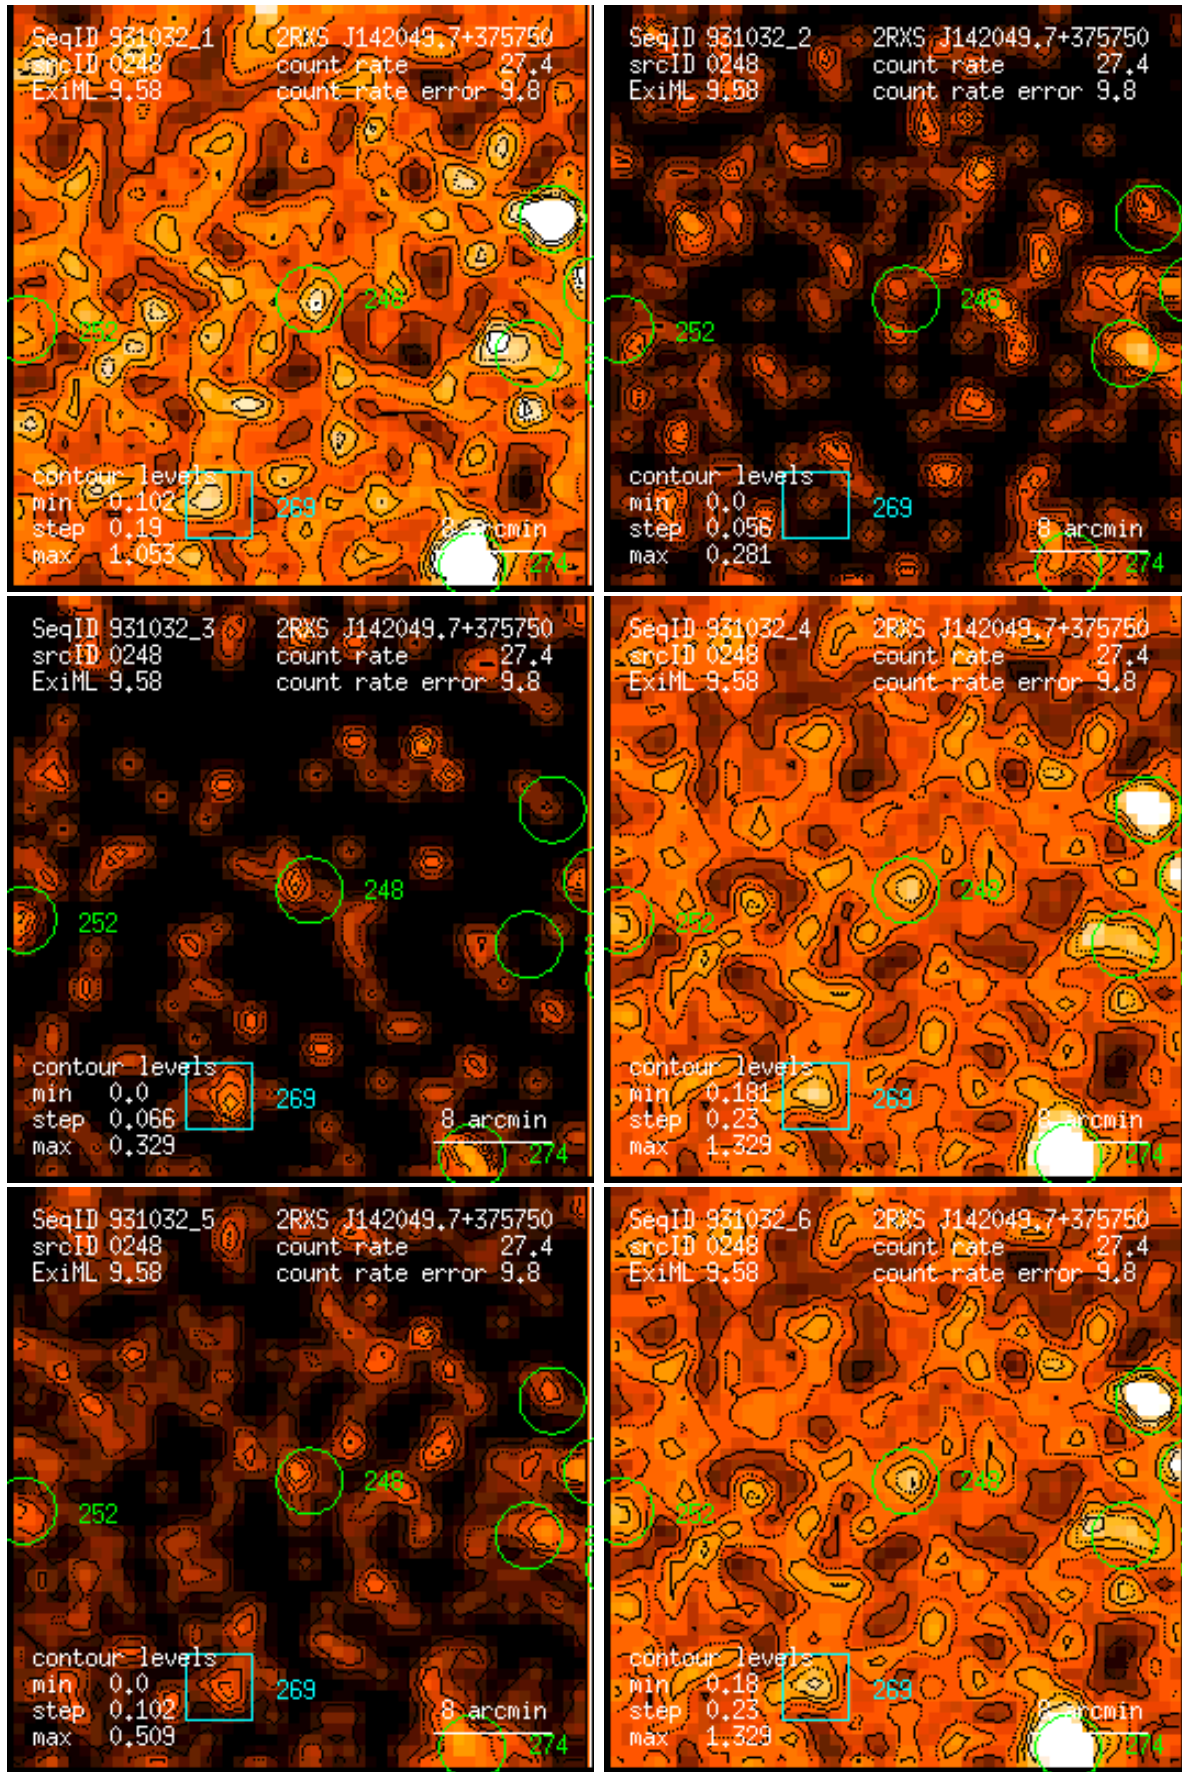 SeqID 931032_1 2RXS J142049.7+375750
srcID 0248 count rate 27.4
ExiML 9.58 count rate error 9.8
248
252
contour levels
min 0.102
269
step 0.19
8 arcmin
max 1.053
274
SeqID 931032_2 2RXS J142049.7+375750
srcID 0248 count rate 27.4
ExiML 9.58 count rate error 9.8
248
252
contour levels
min 0.0
269
step 0.056
8 arcmin
max 0.281
274
SeqID 931032_3 2RXS J142049.7+375750
srcID 0248 count rate 27.4
ExiML 9.58 count rate error 9.8
248
252
contour levels
min 0.0
269
step 0.066
8 arcmin
max 0.329
274
SeqID 931032_4 2RXS J142049.7+375750
srcID 0248 count rate 27.4
ExiML 9.58 count rate error 9.8
248
252
contour levels
min 0.181
269
step 0.23
8 arcmin
max 1.329
274
SeqID 931032_5 2RXS J142049.7+375750
srcID 0248 count rate 27.4
ExiML 9.58 count rate error 9.8
248
252
contour levels
min 0.0
269
step 0.102
8 arcmin
max 0.509
274
SeqID 931032_6 2RXS J142049.7+375750
srcID 0248 count rate 27.4
ExiML 9.58 count rate error 9.8
248
252
contour levels
min 0.18
269
step 0.23
8 arcmin
max 1.329
274